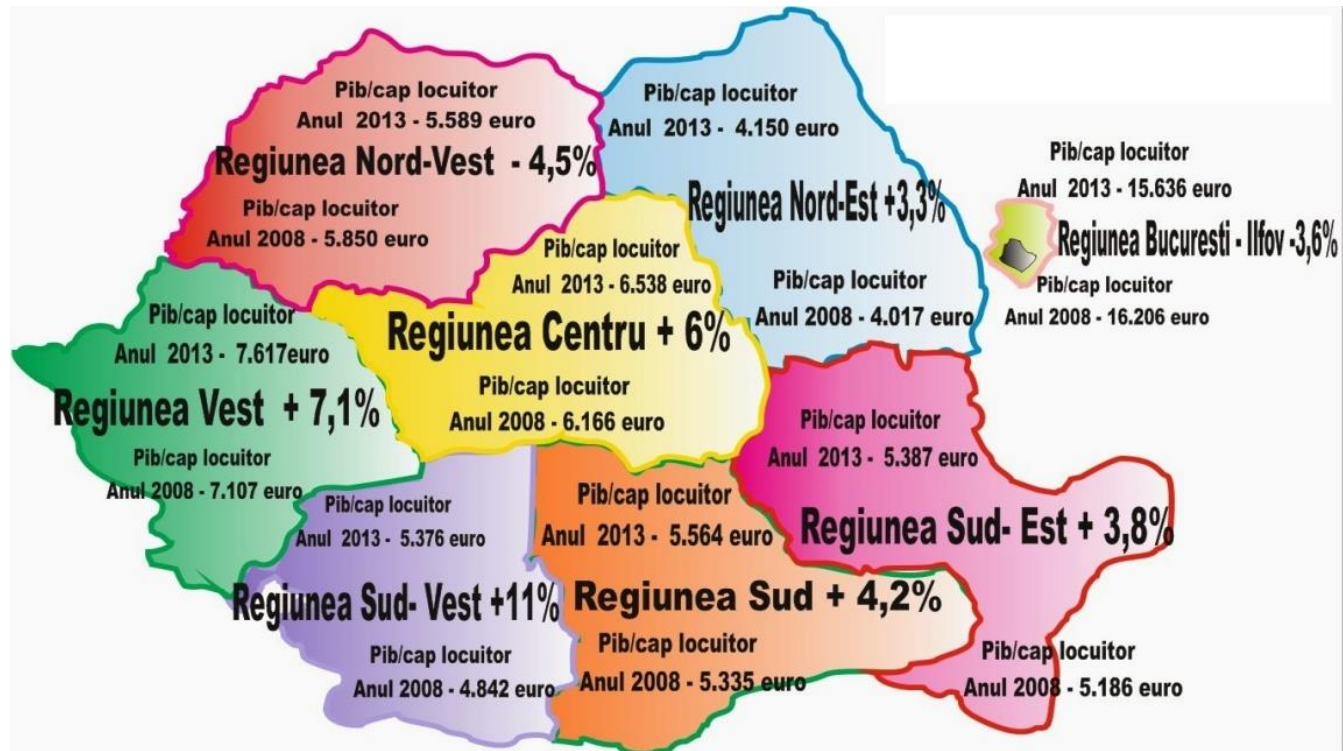 Pib/cap locuitor
Anul 2013 - 5.589 euro
Regiunea Nord-Vest - 4,5%
Pib/cap locuitor
Anul 2008 - 5.850 euro
Pib/cap locuitor
Anul 2013 - 4.150 euro
Regiunea Nord-Est +3,3%
Pib/cap locuitor
Anul 2008 - 4.017 euro
Pib/cap locuitor
Anul 2013 - 15.636 euro
Regiunea Bucuresti - Ilfov -3,6%
Pib/cap locuitor
Anul 2008 - 16.206 euro
Pib/cap locuitor
Anul 2013 - 6.538 euro
Regiunea Centru + 6%
Pib/cap locuitor
Anul 2008 - 6.166 euro
Pib/cap locuitor
Anul 2013 - 7.617euro
Regiunea Vest + 7,1%
Pib/cap locuitor
Anul 2008 - 7.107 euro
Pib/cap locuitor
Anul 2013 - 5.387 euro
Regiunea Sud- Est + 3,8%
Pib/cap locuitor
Anul 2008 - 5.186 euro
Pib/cap locuitor
Anul 2013 - 5.376 euro
Regiunea Sud- Vest +11%
Pib/cap locuitor
Anul 2008 - 4.842 euro
Pib/cap locuitor
Anul 2013 - 5.564 euro
Regiunea Sud + 4,2%
Pib/cap locuitor
Anul 2008 - 5.335 euro